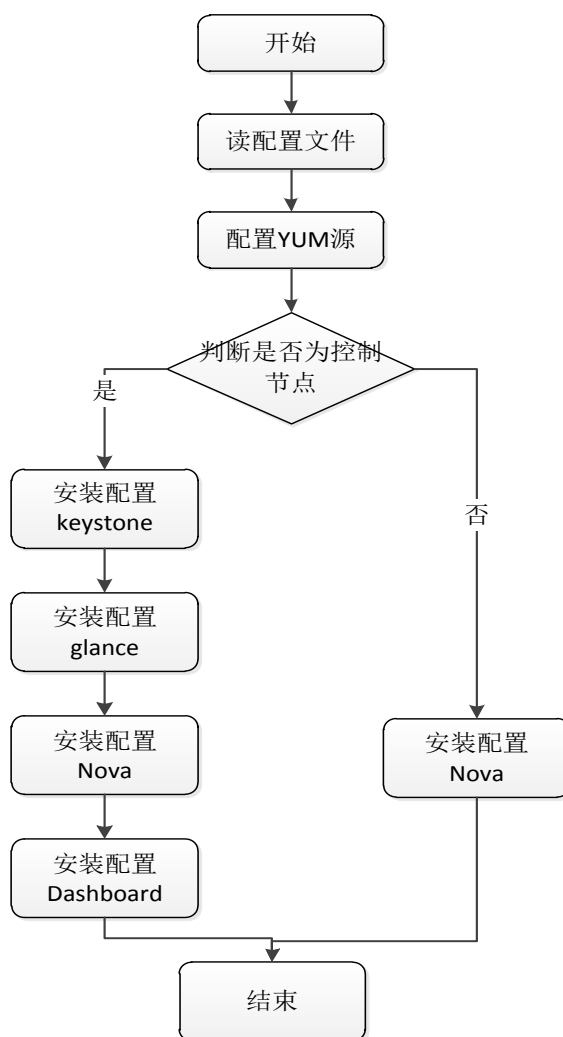 开始
读配置文件
配置YUM源
判断是否为控制
节点
是
安装配置
keystone
否
安装配置
glance
安装配置
Nova
安装配置
Nova
安装配置
Dashboard
结束